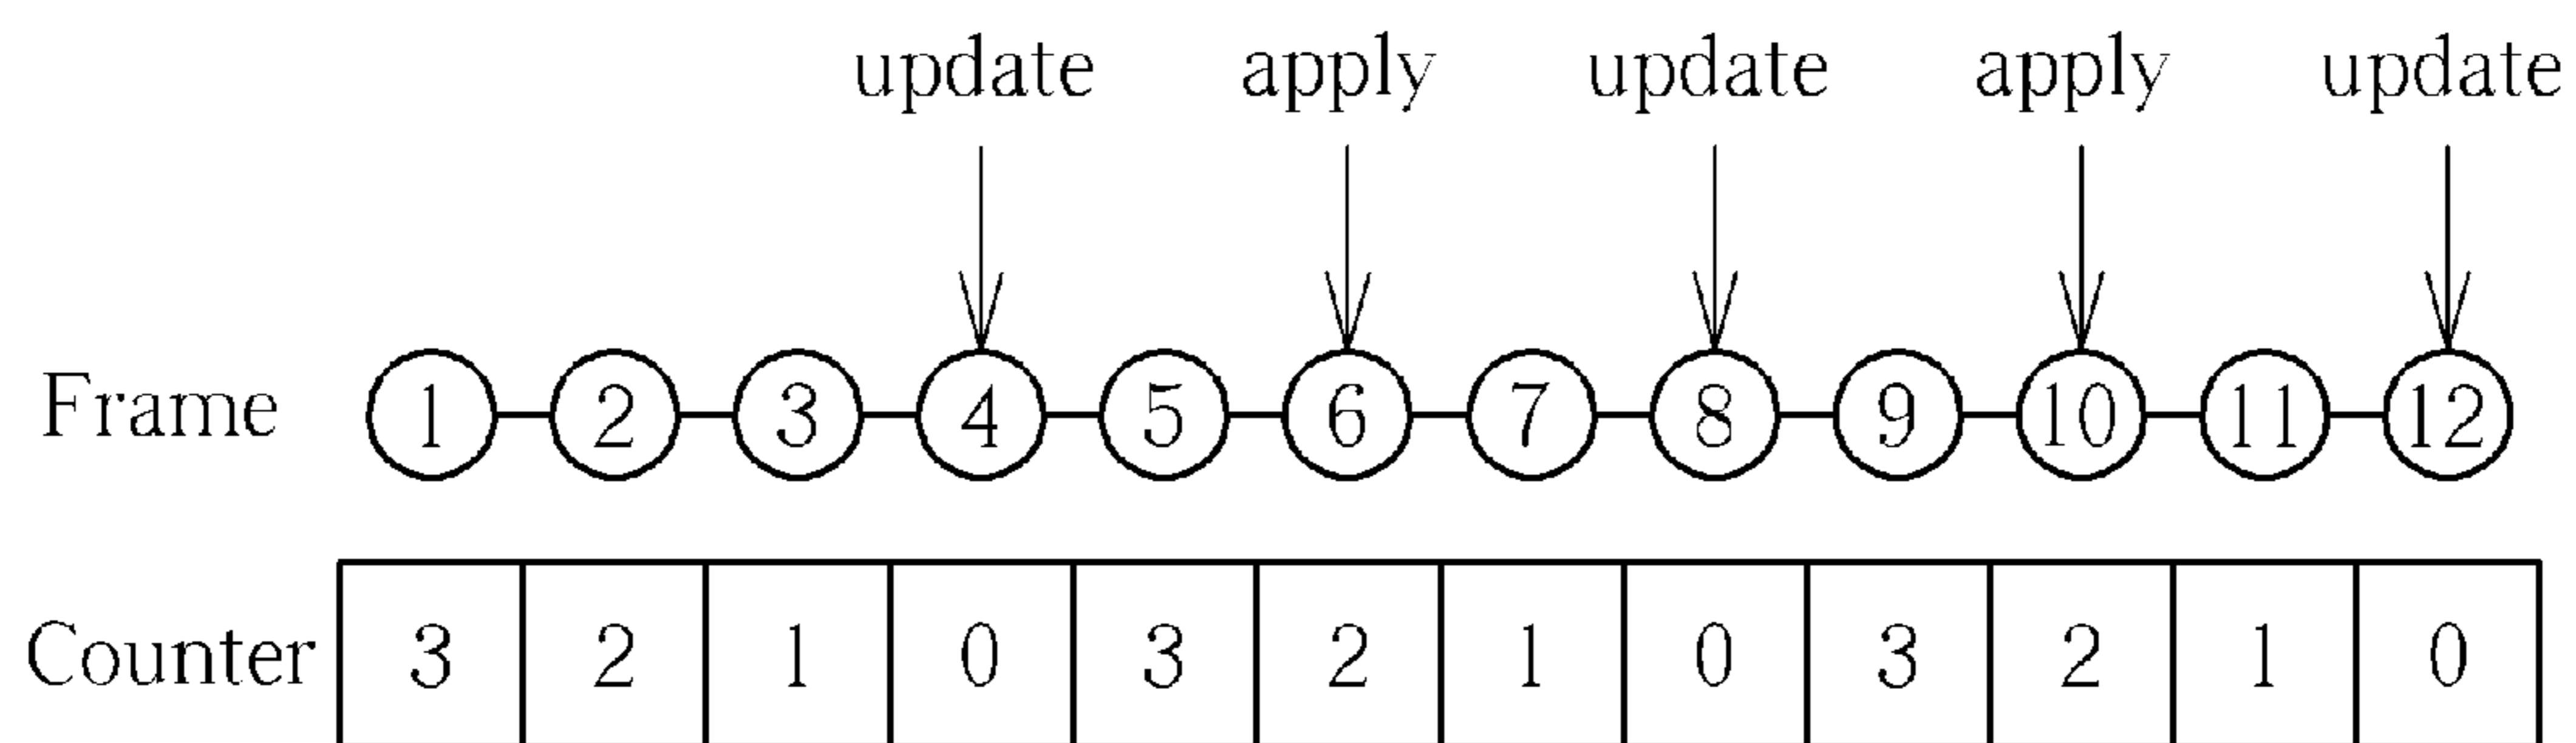 update apply update apply update
Frame 1 2 3 4 5 6 7 8 9 10 11 12
Counter 3 2 1 0 3 2 1 0 3 2 1 0